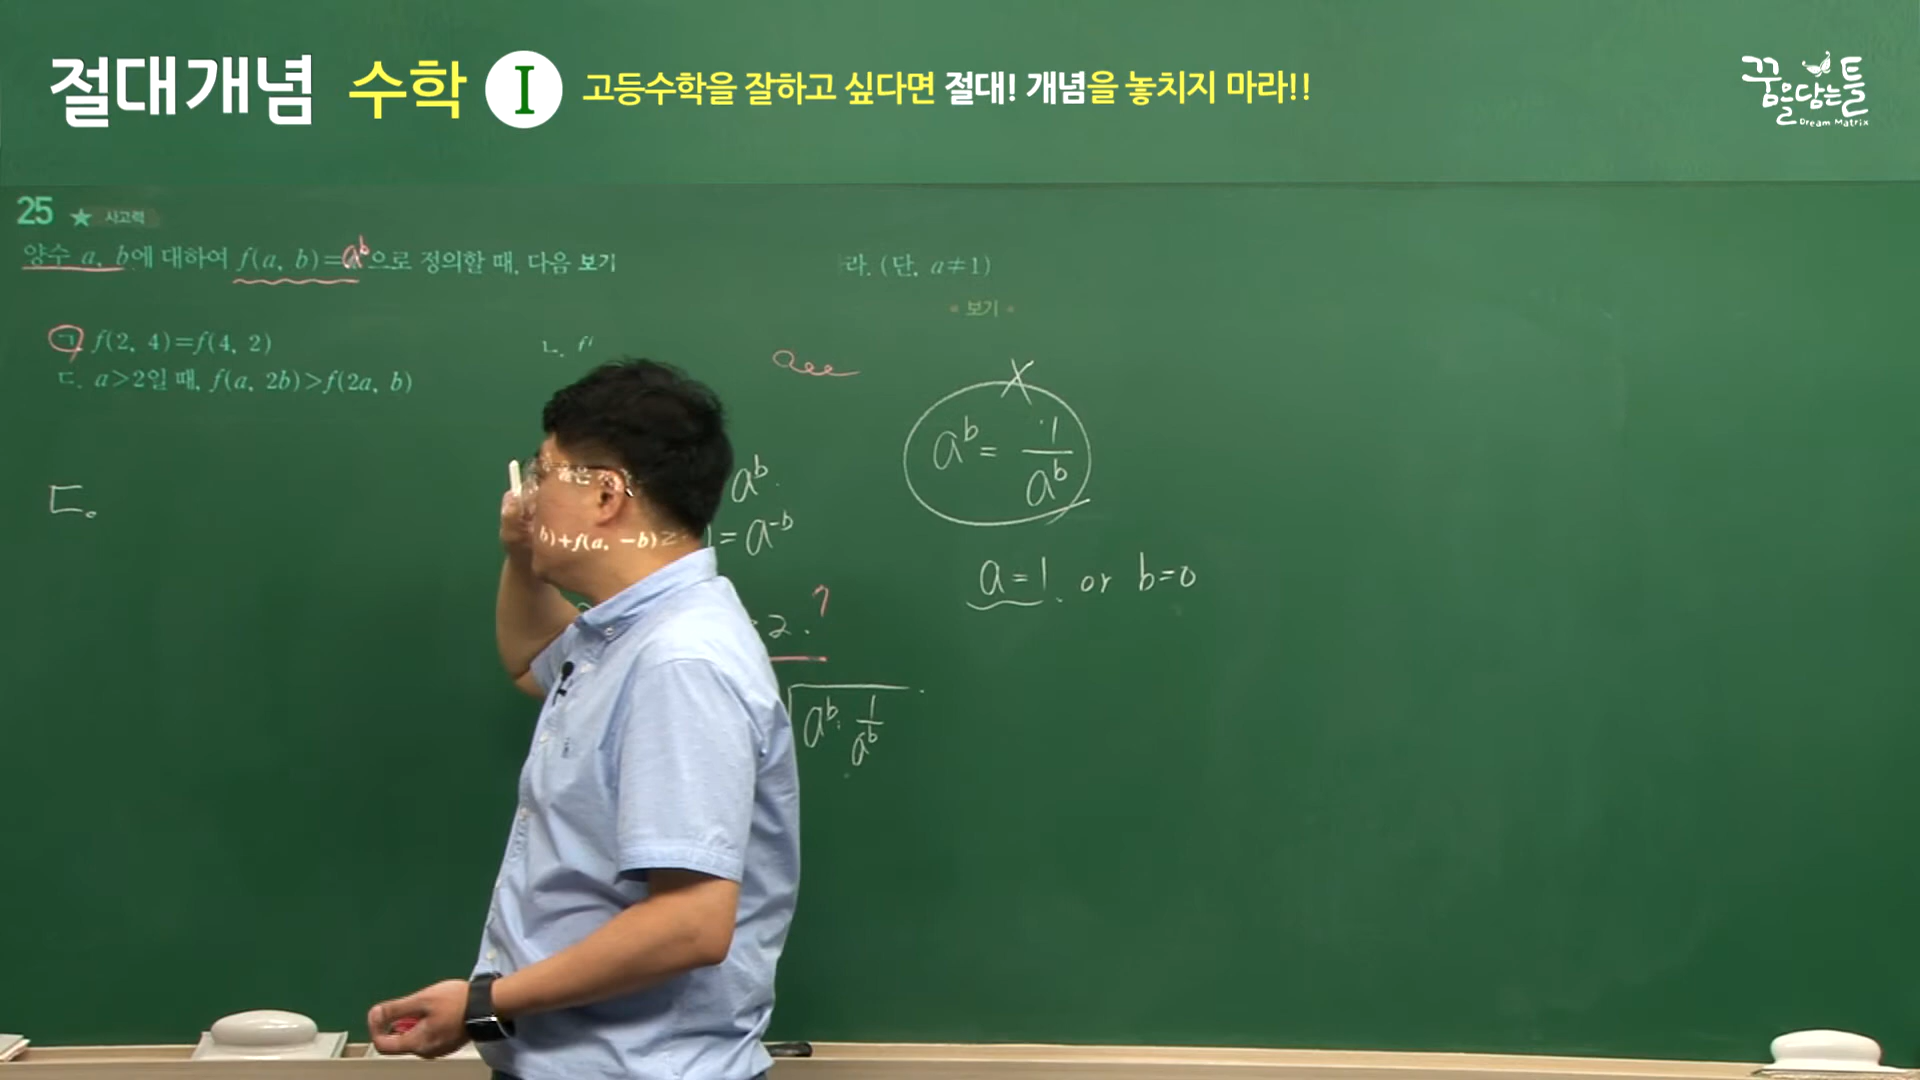 절대개념 수학 I 고등수학을 잘하고 싶다면 절대! 개념을 놓치지 마라!!
꿈을담는틀
Dream Matrix
25 ★ 사고력
양수 a, b에 대하여 f(a, b)=a^b으로 정의할 때, 다음 보기
라. (단, a≠1)
보기
ㄱ. f(2, 4)=f(4, 2)
ㄴ. f(
ㄷ. a>2일 때, f(a, 2b)>f(2a, b)
b)+f(a, -b)≥
ㄷ.
a^b
= a^{-b}
2. ?
\sqrt{a^b · \frac{1}{a^b}}
X
a^b = \frac{1}{a^b}
a=1. or b=0